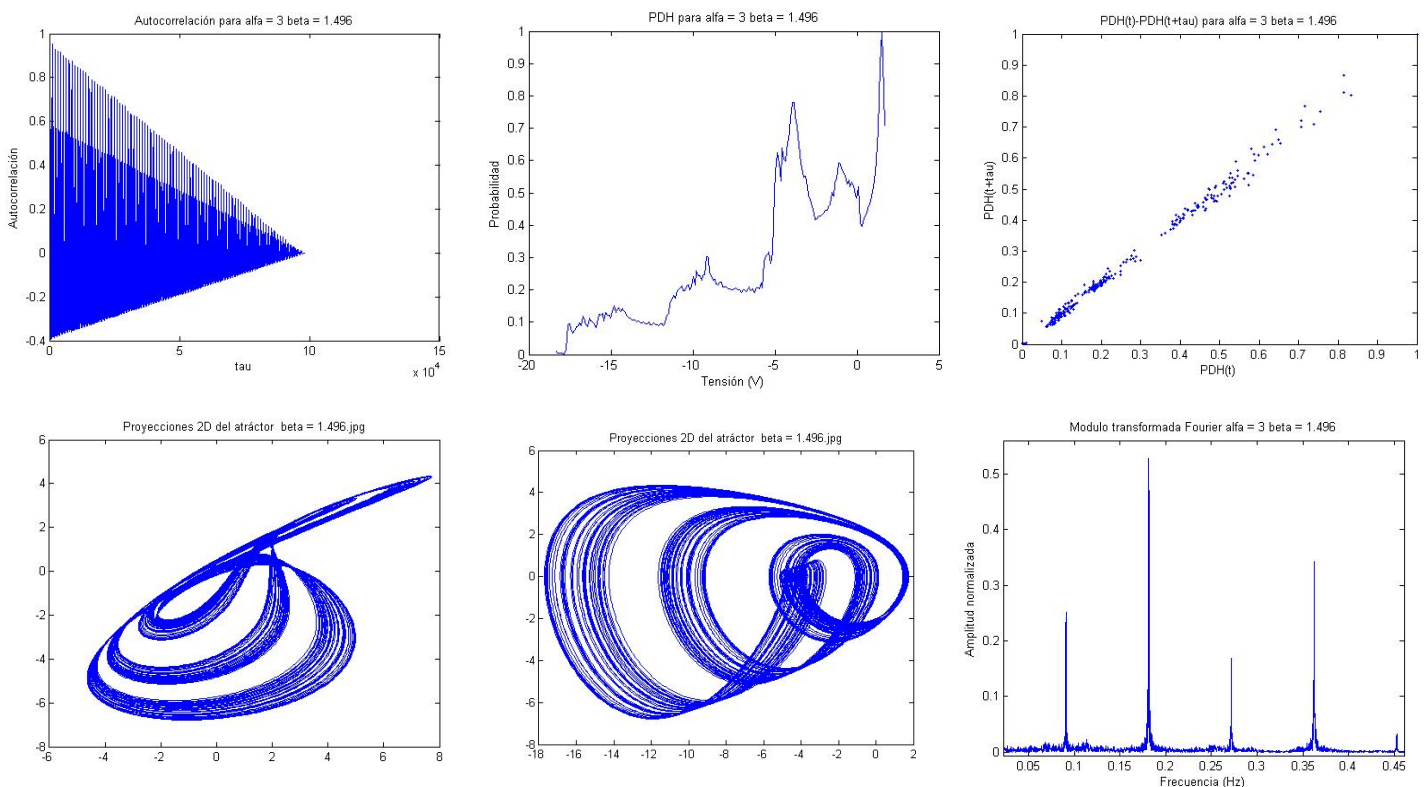 Autocorrelación para alfa = 3 beta = 1.496
1
0.8
0.6
0.4
0.2
0
-0.2
-0.4
Autocorrelación
0 5 10 15
tau
x 10⁴
PDH para alfa = 3 beta = 1.496
1
0.9
0.8
0.7
0.6
0.5
0.4
0.3
0.2
0.1
0
Probabilidad
-20 -15 -10 -5 0 5
Tensión (V)
PDH(t)-PDH(t+tau) para alfa = 3 beta = 1.496
1
0.9
0.8
0.7
0.6
0.5
0.4
0.3
0.2
0.1
0
PDH(t+tau)
0 0.1 0.2 0.3 0.4 0.5 0.6 0.7 0.8 0.9 1
PDH(t)
Proyecciones 2D del atráctor beta = 1.496.jpg
6
4
2
0
-2
-4
-6
-8
-6 -4 -2 0 2 4 6 8
Proyecciones 2D del atráctor beta = 1.496.jpg
6
4
2
0
-2
-4
-6
-8
-18 -16 -14 -12 -10 -8 -6 -4 -2 0 2
Modulo transformada Fourier alfa = 3 beta = 1.496
0.5
0.4
0.3
0.2
0.1
0
Amplitud normalizada
0.05 0.1 0.15 0.2 0.25 0.3 0.35 0.4 0.45
Frecuencia (Hz)